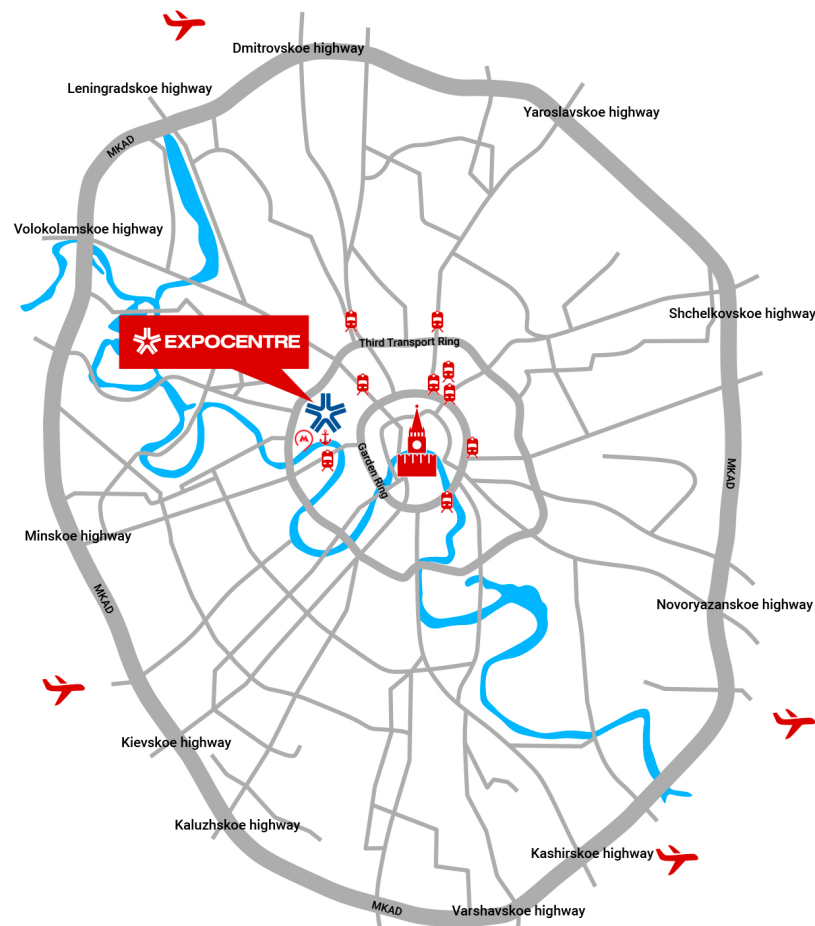 Dmitrovskoe highway
Leningradskoe highway
Yaroslavskoe highway
MKAD
Volokolamskoe highway
Shchelkovskoe highway
EXPOCENTRE
Third Transport Ring
M
Garden Ring
MKAD
Minskoe highway
MKAD
Novoryazanskoe highway
Kievskoe highway
Kaluzhskoe highway
Kashirskoe highway
MKAD
Varshavskoe highway